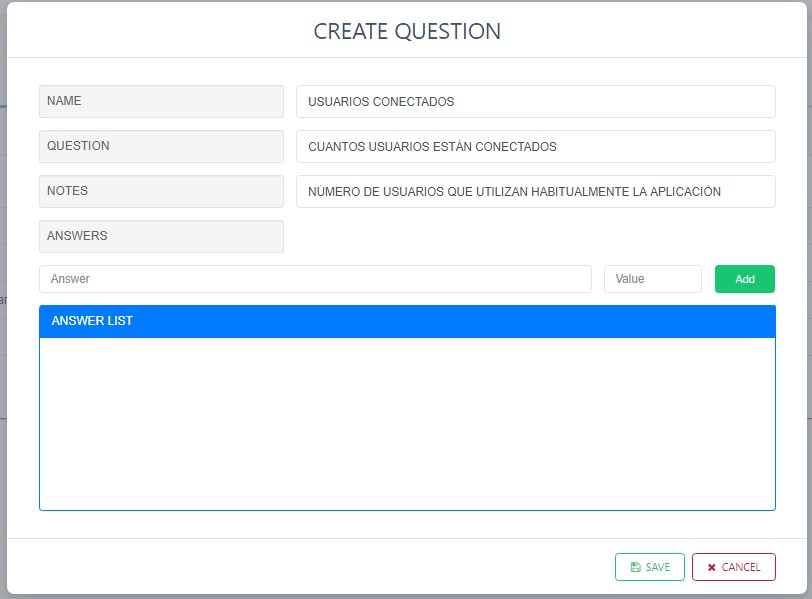 CREATE QUESTION
NAME
USUARIOS CONECTADOS
QUESTION
CUANTOS USUARIOS ESTÁN CONECTADOS
NOTES
NÚMERO DE USUARIOS QUE UTILIZAN HABITUALMENTE LA APLICACIÓN
ANSWERS
Answer
Value
Add
ANSWER LIST
SAVE
CANCEL